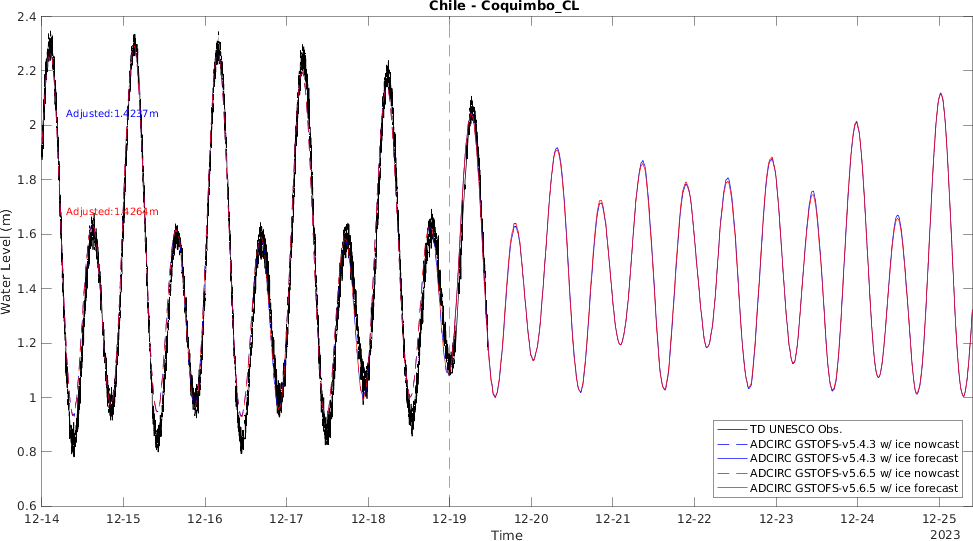 Chile - Coquimbo_CL
2.4
2.2
2
1.8
1.6
1.4
1.2
1
0.8
0.6
Water Level (m)
Adjusted:1.4237m
Adjusted:1.4264m
TD UNESCO Obs.
ADCIRC GSTOFS-v5.4.3 w/ ice nowcast
ADCIRC GSTOFS-v5.4.3 w/ ice forecast
ADCIRC GSTOFS-v5.6.5 w/ ice nowcast
ADCIRC GSTOFS-v5.6.5 w/ ice forecast
12-14 12-15 12-16 12-17 12-18 12-19 12-20 12-21 12-22 12-23 12-24 12-25
Time
2023